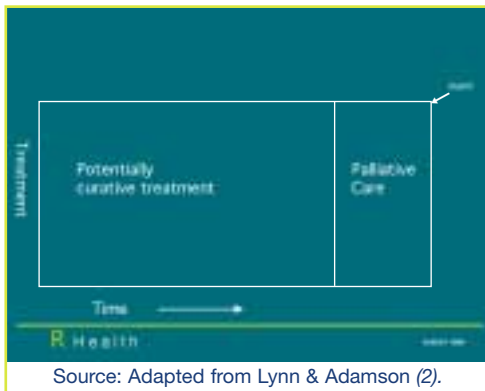 Treatment
Potentially
curative treatment
Palliative
Care
Time
R Health
Source: Adapted from Lynn & Adamson (2).